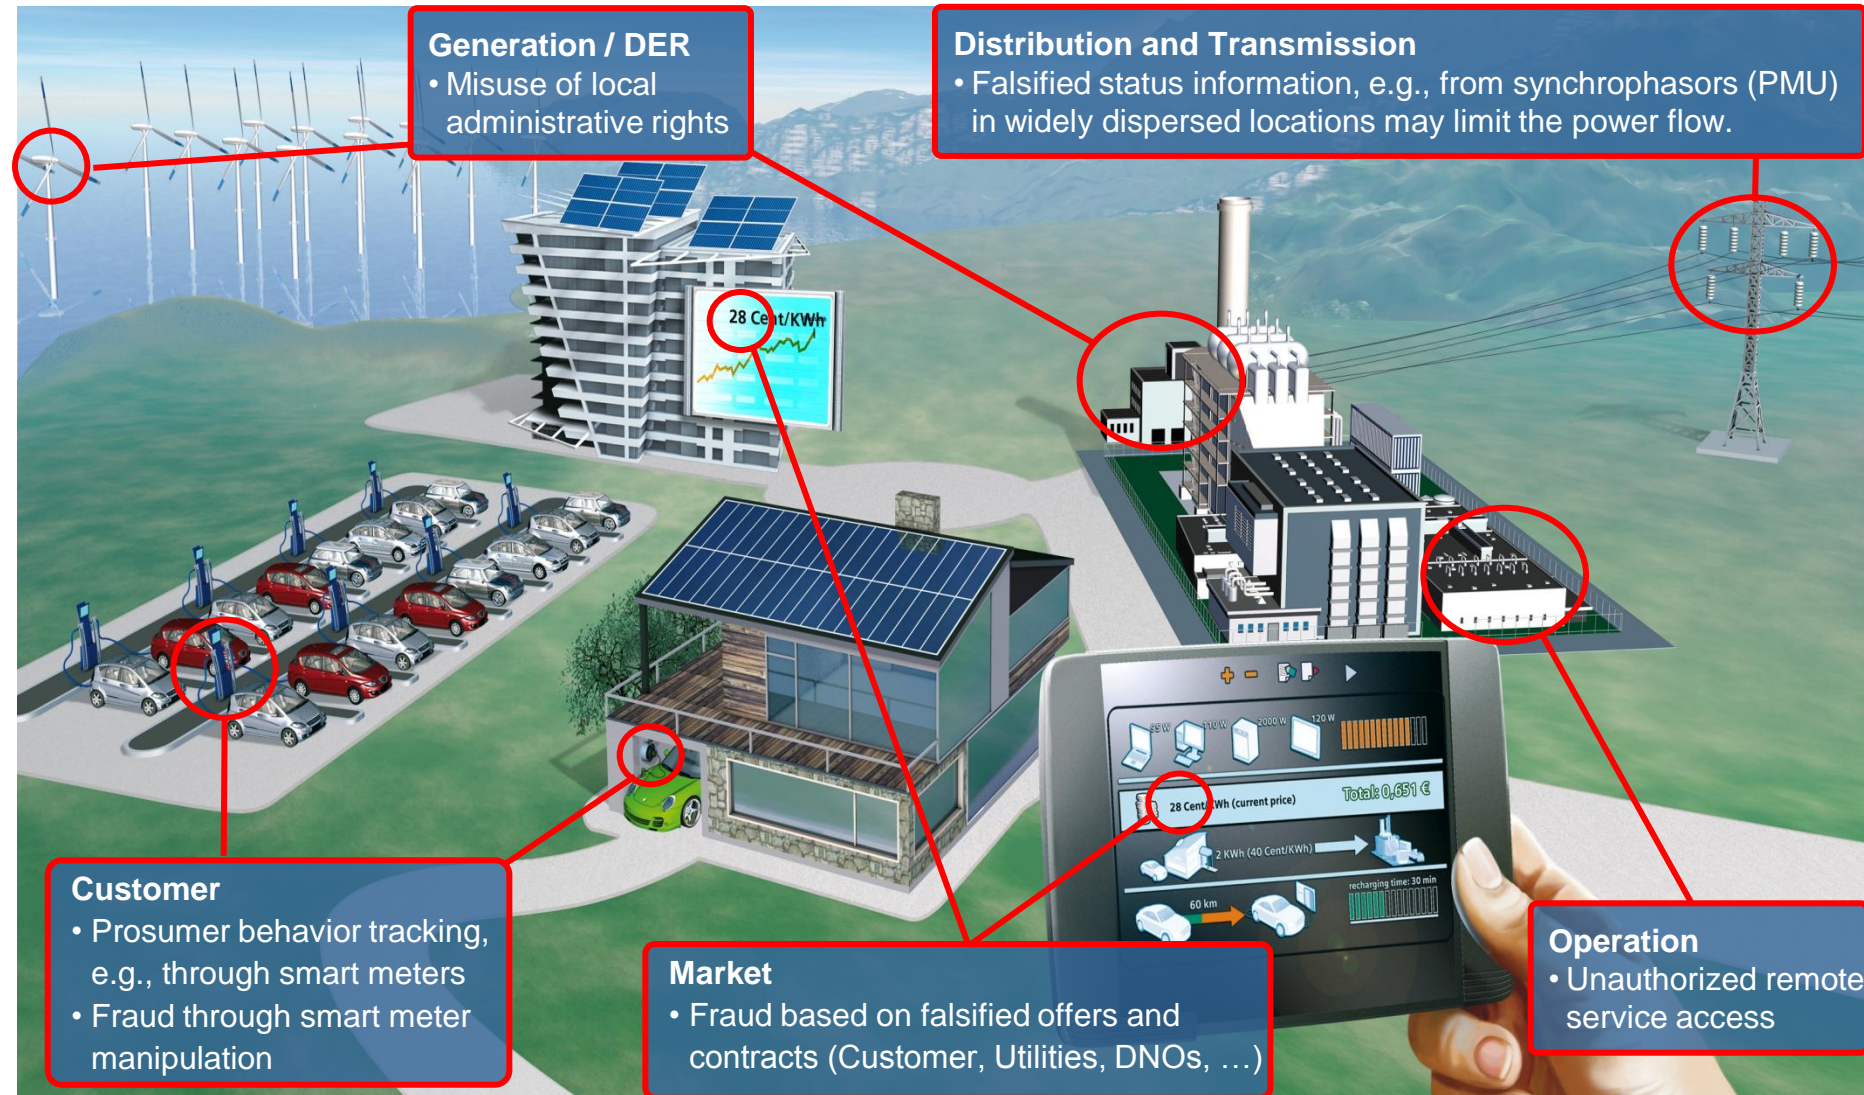 Generation / DER
• Misuse of local
administrative rights
Distribution and Transmission
• Falsified status information, e.g., from synchrophasors (PMU)
in widely dispersed locations may limit the power flow.
28 Cent/KWh
95 W
110 W
2000 W
120 W
28 Cent/KWh (current price)
Total: 0,651 €
2 KWh (40 Cent/KWh)
recharging time: 30 min
60 km
Customer
• Prosumer behavior tracking,
e.g., through smart meters
• Fraud through smart meter
manipulation
Market
• Fraud based on falsified offers and
contracts (Customer, Utilities, DNOs, …)
Operation
• Unauthorized remote
service access